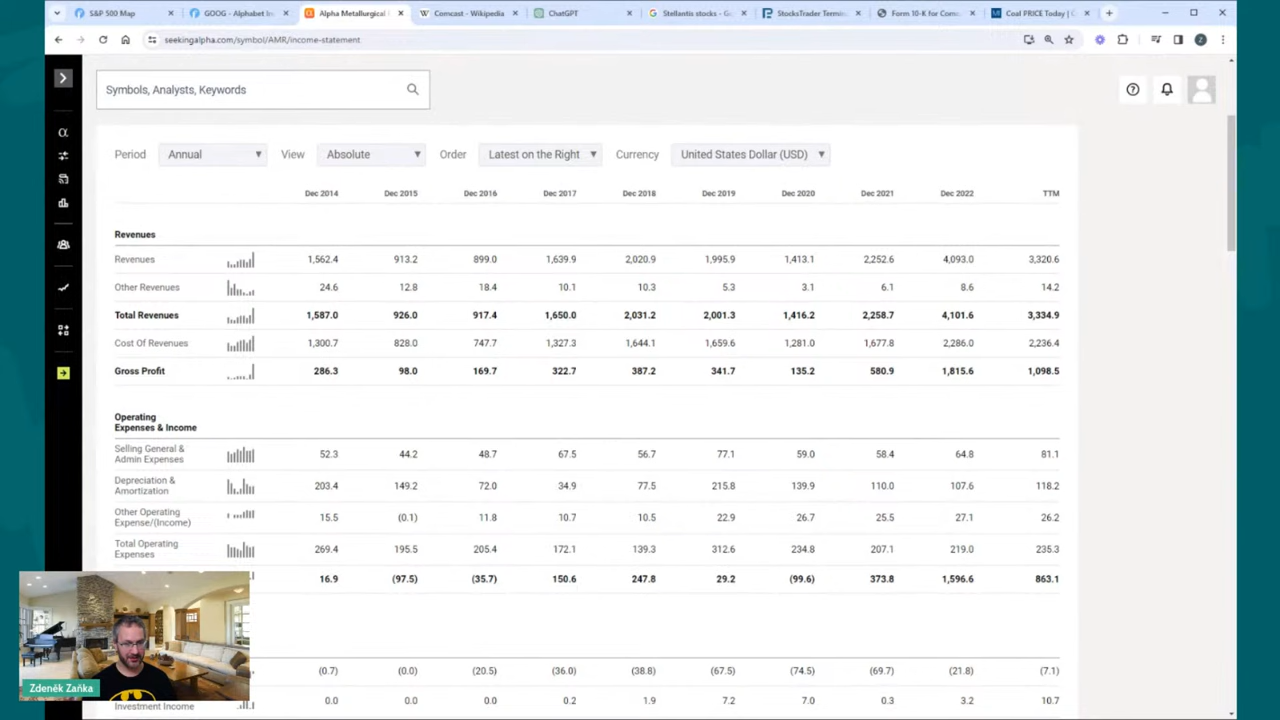 S&P 500 Map
GOOG - Alphabet In
Alpha Metallurgical
Comcast - Wikipedia
ChatGPT
Stellantis stocks - Go
StocksTrader Termin
Form 10-K for Comc
Coal PRICE Today | C
seekingalpha.com/symbol/AMR/income-statement
Symbols, Analysts, Keywords
Period Annual View Absolute Order Latest on the Right Currency United States Dollar (USD)
Dec 2014 Dec 2015 Dec 2016 Dec 2017 Dec 2018 Dec 2019 Dec 2020 Dec 2021 Dec 2022 TTM
Revenues
Revenues 1,562.4 913.2 899.0 1,639.9 2,020.9 1,995.9 1,413.1 2,252.6 4,093.0 3,320.6
Other Revenues 24.6 12.8 18.4 10.1 10.3 5.3 3.1 6.1 8.6 14.2
Total Revenues 1,587.0 926.0 917.4 1,650.0 2,031.2 2,001.3 1,416.2 2,258.7 4,101.6 3,334.9
Cost Of Revenues 1,300.7 828.0 747.7 1,327.3 1,644.1 1,659.6 1,281.0 1,677.8 2,286.0 2,236.4
Gross Profit 286.3 98.0 169.7 322.7 387.2 341.7 135.2 580.9 1,815.6 1,098.5
Operating
Expenses & Income
Selling General &
Admin Expenses 52.3 44.2 48.7 67.5 56.7 77.1 59.0 58.4 64.8 81.1
Depreciation &
Amortization 203.4 149.2 72.0 34.9 77.5 215.8 139.9 110.0 107.6 118.2
Other Operating
Expense/(Income) 15.5 (0.1) 11.8 10.7 10.5 22.9 26.7 25.5 27.1 26.2
Total Operating
Expenses 269.4 195.5 205.4 172.1 139.3 312.6 234.8 207.1 219.0 235.3
16.9 (97.5) (35.7) 150.6 247.8 29.2 (99.6) 373.8 1,596.6 863.1
(0.7) (0.0) (20.5) (36.0) (38.8) (67.5) (74.5) (69.7) (21.8) (7.1)
Investment Income 0.0 0.0 0.0 0.2 1.9 7.2 7.0 0.3 3.2 10.7
Zdeněk Zaňka